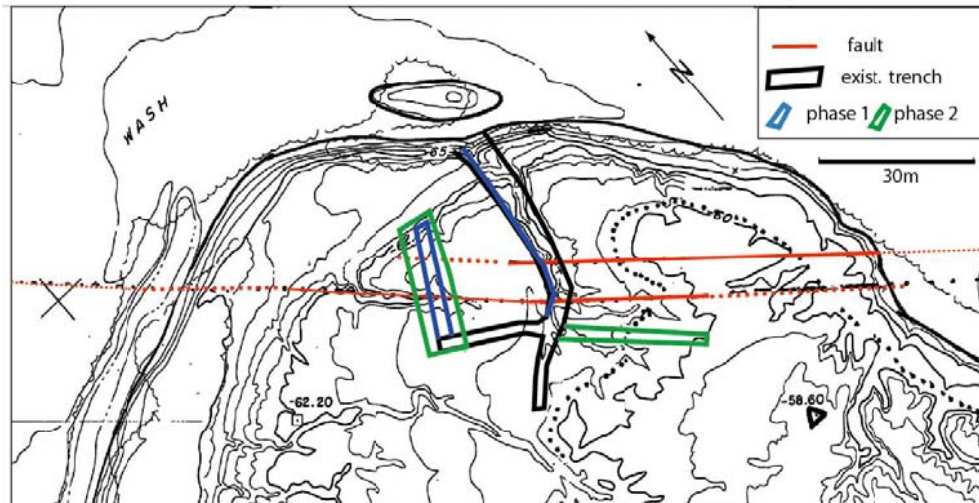 fault
exist. trench
phase 1
phase 2
30m
N
WASH
65
60
-62.20
-58.60